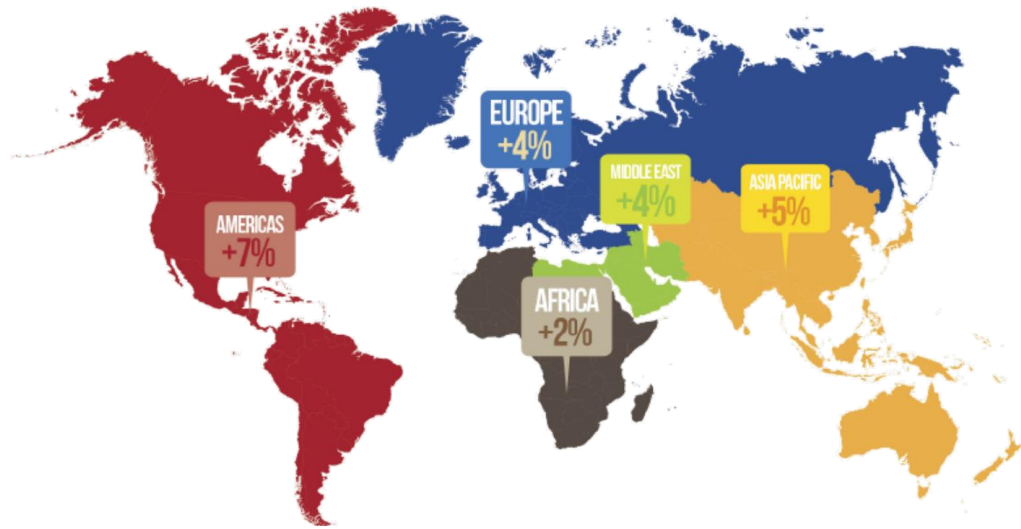 EUROPE
+4%
MIDDLE EAST
+4%
ASIA PACIFIC
+5%
AMERICAS
+7%
AFRICA
+2%